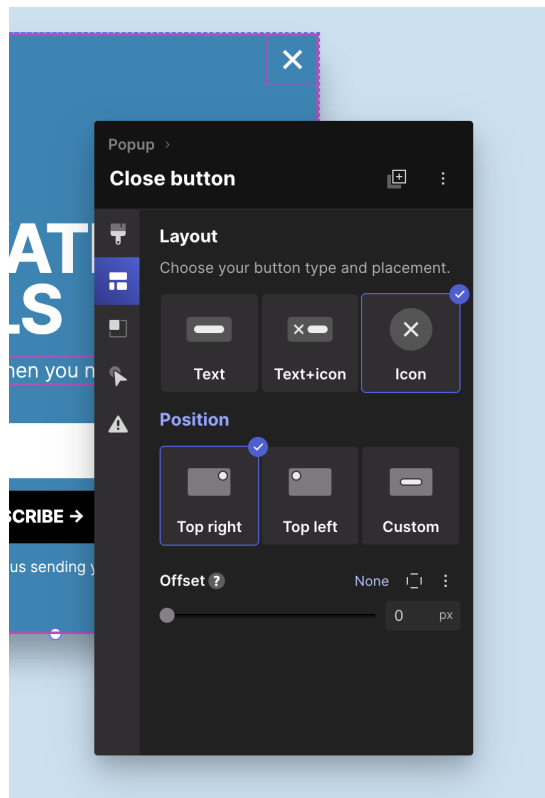 Popup
Close button
Layout
Choose your button type and placement.
Text
Text+icon
Icon
Position
Top right
Top left
Custom
Offset ?
None
0 px
LS
hen you n
SCRIBE →
us sending